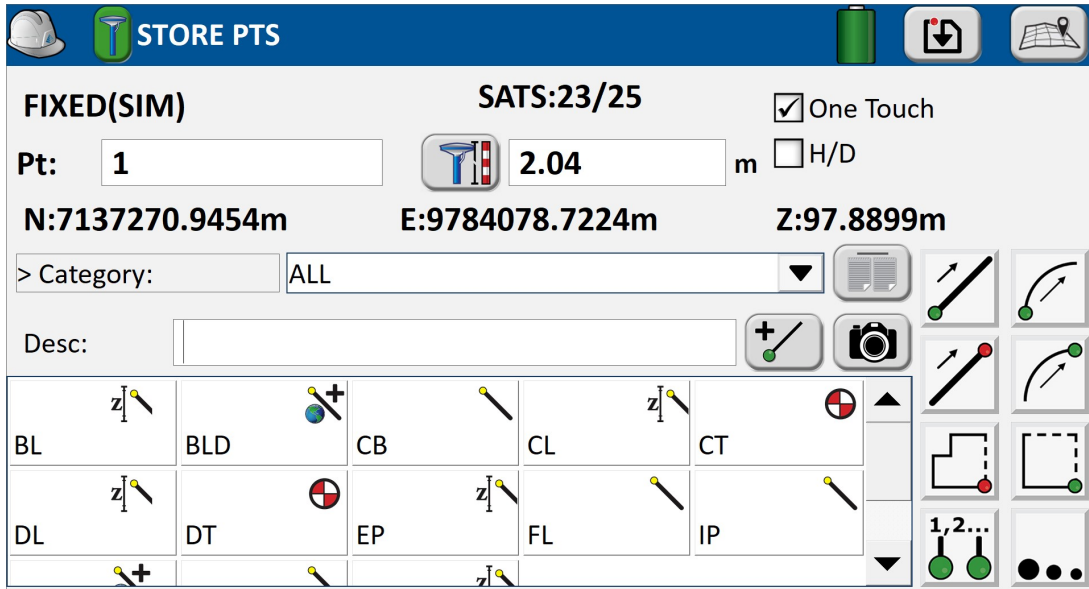 STORE PTS
FIXED(SIM)
SATS:23/25
One Touch
Pt:
1
2.04
m
H/D
N:7137270.9454m
E:9784078.7224m
Z:97.8899m
> Category:
ALL
Desc:
z
BL
BLD
CB
z
CL
CT
z
DL
DT
z
EP
FL
IP
z
1,2...